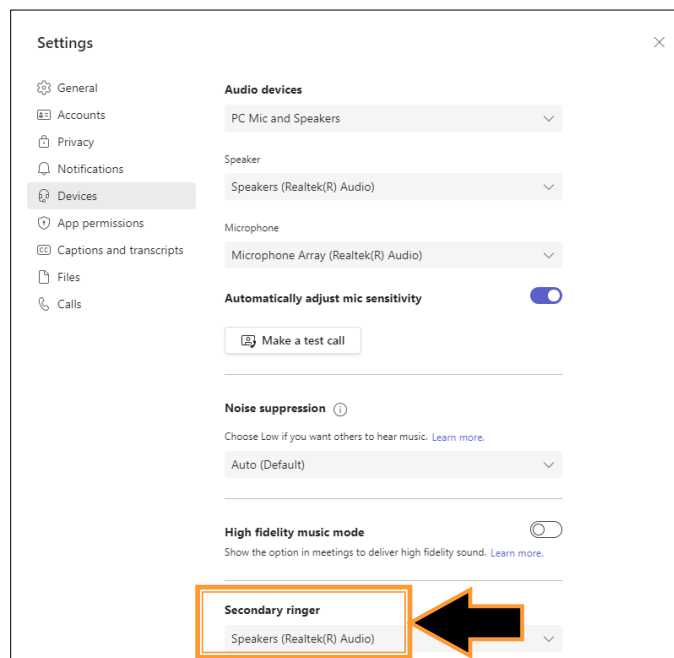 Settings
General
Accounts
Privacy
Notifications
Devices
App permissions
CC Captions and transcripts
Files
Calls
Audio devices
PC Mic and Speakers
Speaker
Speakers (Realtek(R) Audio)
Microphone
Microphone Array (Realtek(R) Audio)
Automatically adjust mic sensitivity
Make a test call
Noise suppression
Choose Low if you want others to hear music. Learn more.
Auto (Default)
High fidelity music mode
Show the option in meetings to deliver high fidelity sound. Learn more.
Secondary ringer
Speakers (Realtek(R) Audio)